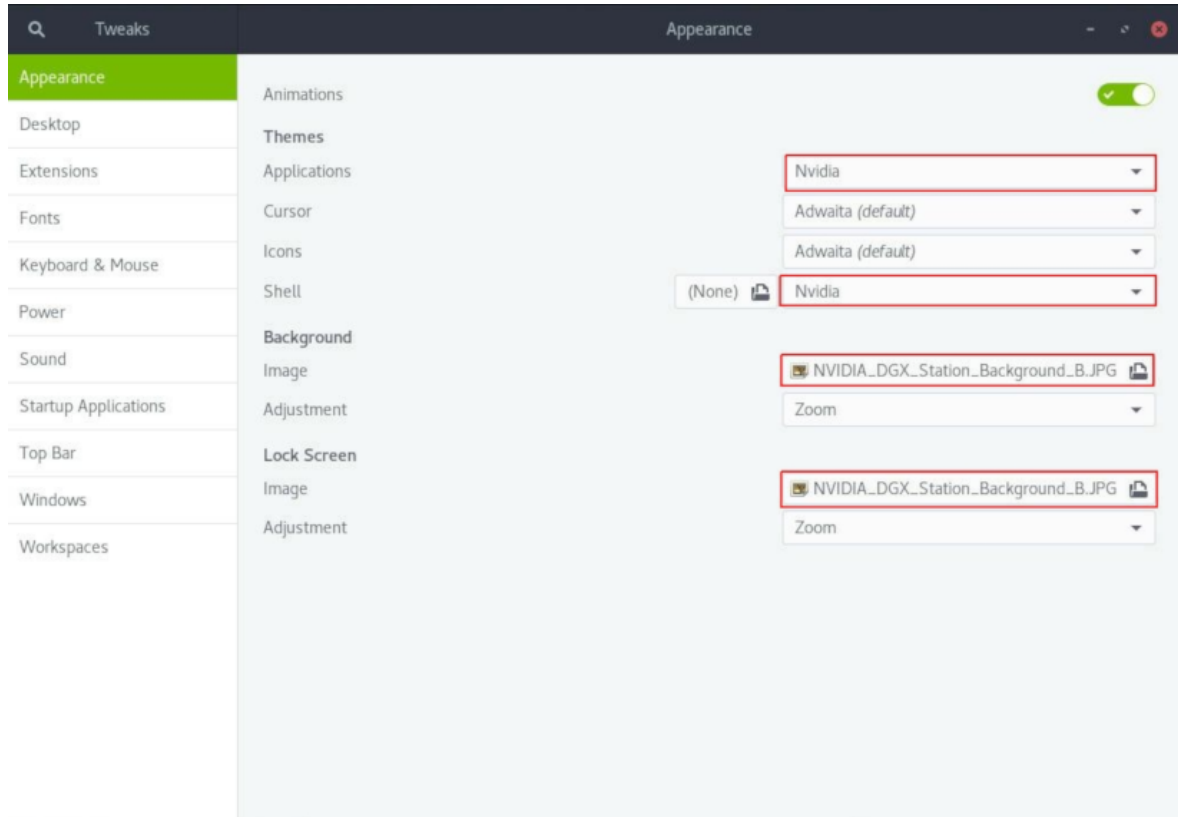 Tweaks
Appearance
Appearance
Desktop
Extensions
Fonts
Keyboard & Mouse
Power
Sound
Startup Applications
Top Bar
Windows
Workspaces
Animations
Themes
Applications Nvidia
Cursor Adwaita (default)
Icons Adwaita (default)
Shell (None) Nvidia
Background
Image NVIDIA_DGX_Station_Background_B.JPG
Adjustment Zoom
Lock Screen
Image NVIDIA_DGX_Station_Background_B.JPG
Adjustment Zoom